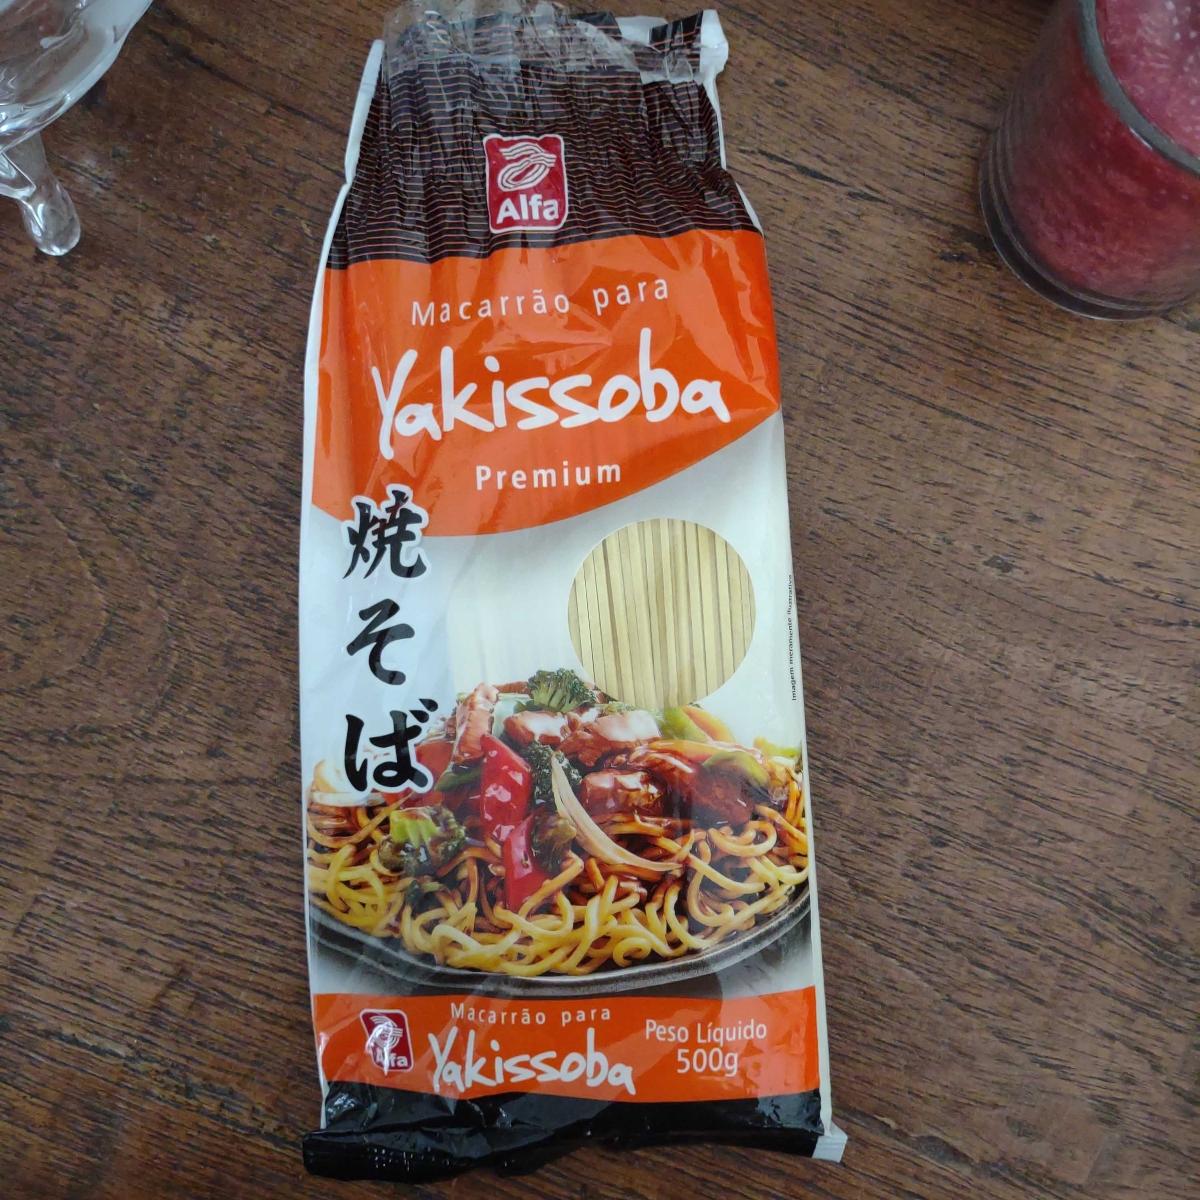 Alfa
Macarrão para
Yakissoba
Premium
焼そば
Imagem meramente ilustrativa
Alfa
Macarrão para
Yakissoba
Peso Líquido
500g